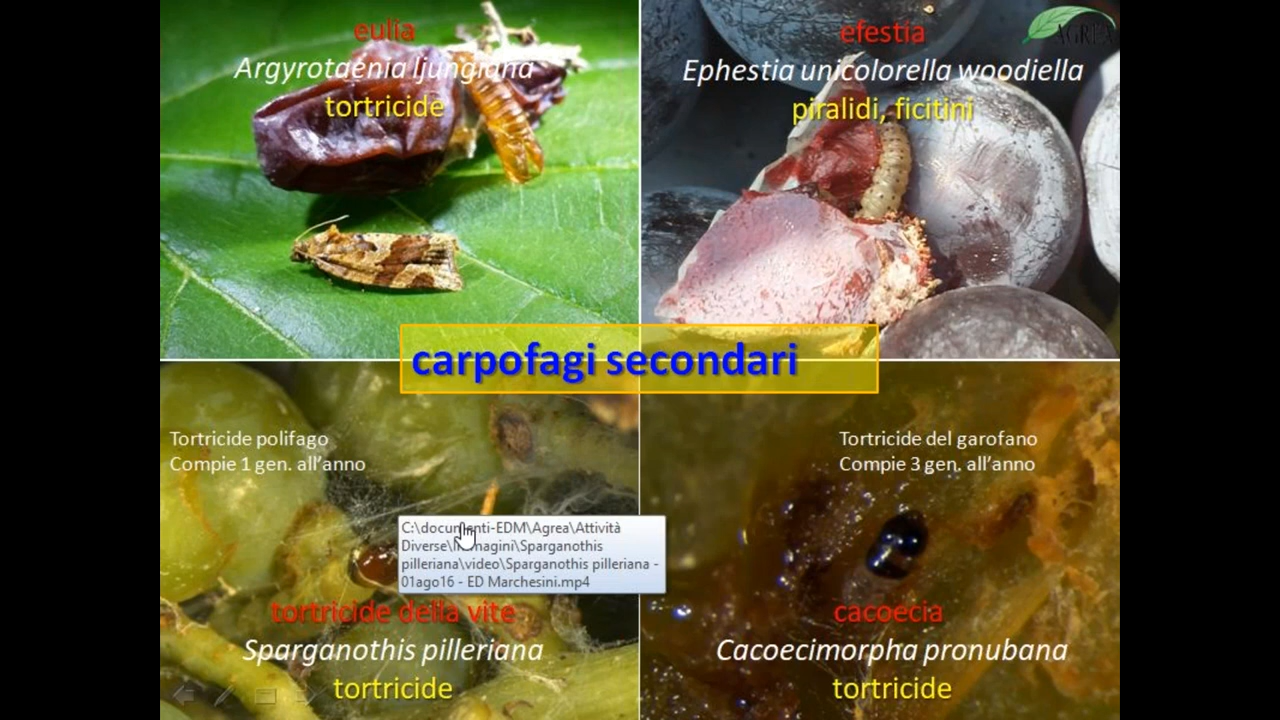 eulia
Argyrotaenia ljungiana
tortricide
efestia
Ephestia unicolorella woodiella
piralidi, ficitini
AGREA
carpofagi secondari
Tortricide polifago
Compie 1 gen. all'anno
Tortricide del garofano
Compie 3 gen. all'anno
C:\documenti-EDM\Agrea\Attività
Diverse\Immagini\Sparganothis
pilleriana\video\Sparganothis pilleriana -
01ago16 - ED Marchesini.mp4
tortricide della vite
Sparganothis pilleriana
tortricide
cacoecia
Cacoecimorpha pronubana
tortricide